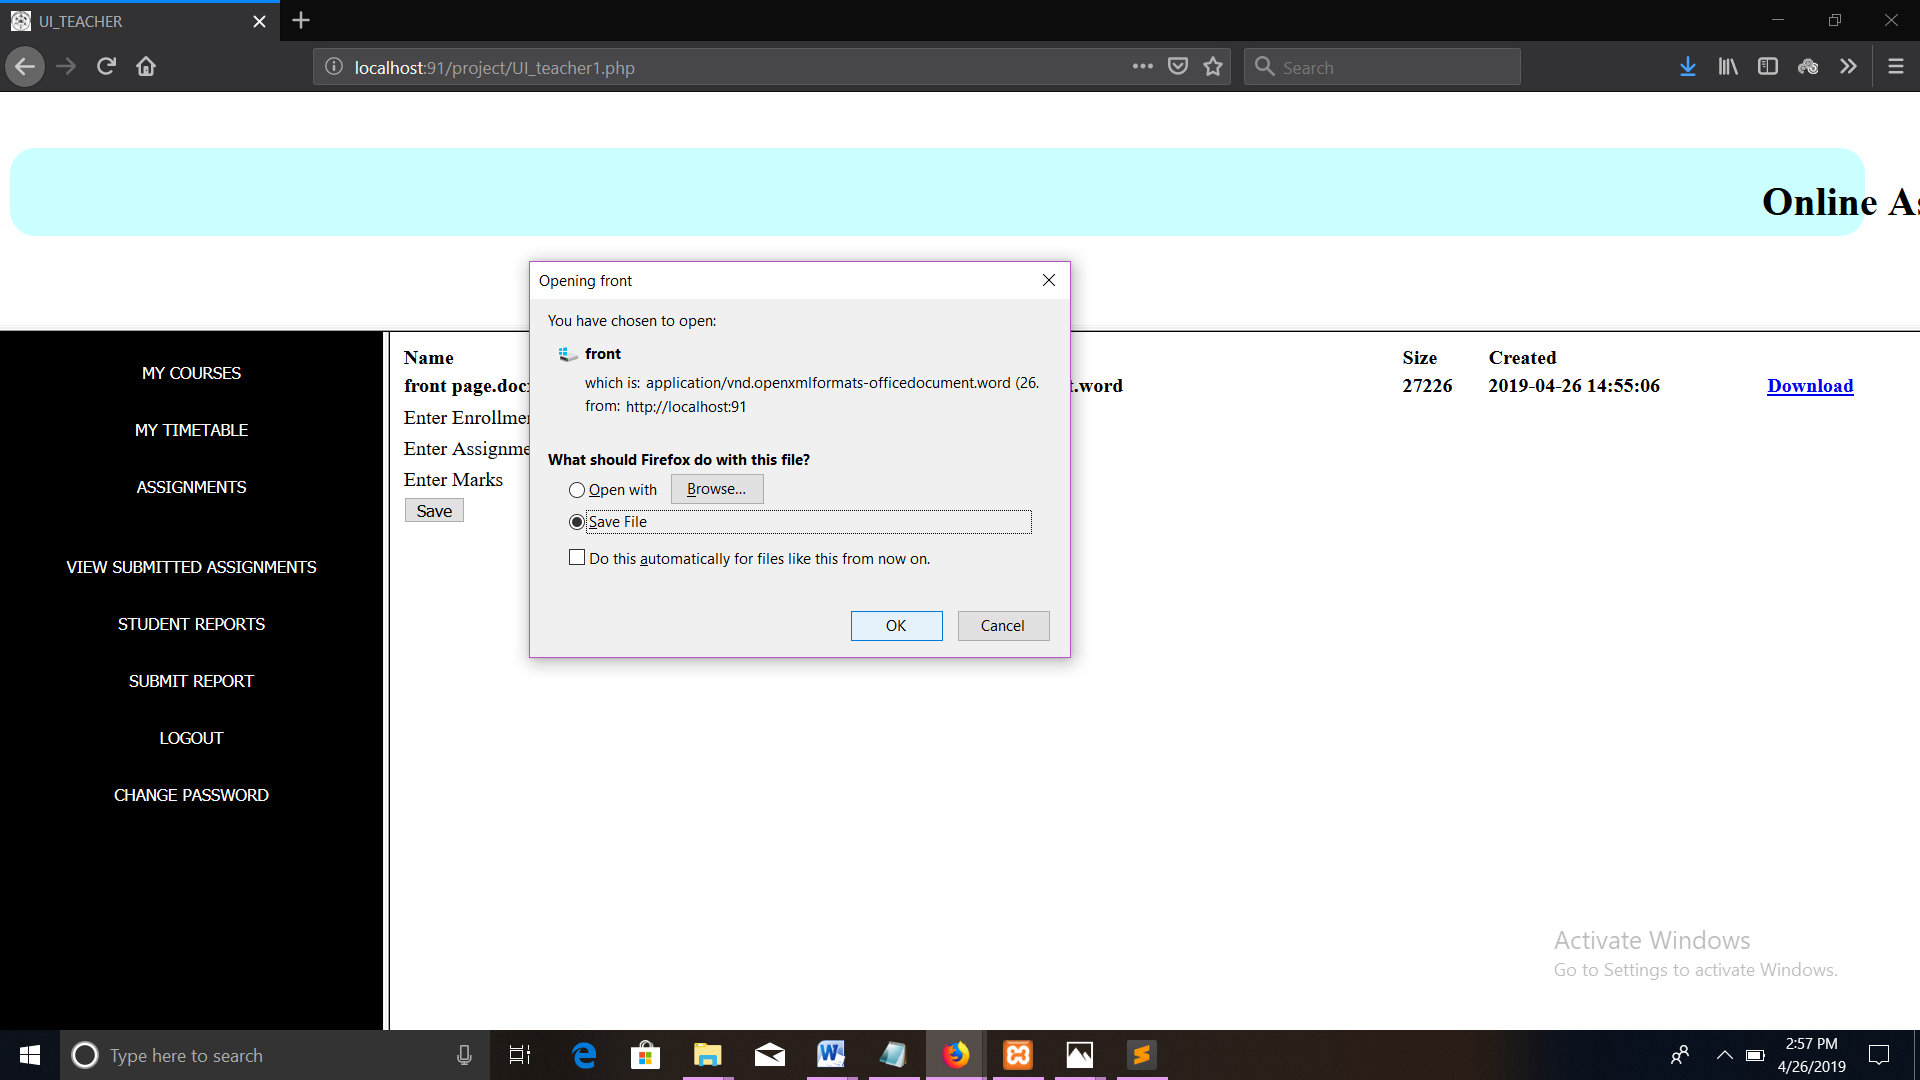 UI_TEACHER
localhost:91/project/UI_teacher1.php
Search
Online
Opening front
You have chosen to open:
front
which is: application/vnd.openxmlformats-officedocument.word (26.
from: http://localhost:91
What should Firefox do with this file?
Open with
Browse...
Save File
Do this automatically for files like this from now on.
OK
Cancel
MY COURSES
MY TIMETABLE
ASSIGNMENTS
VIEW SUBMITTED ASSIGNMENTS
STUDENT REPORTS
SUBMIT REPORT
LOGOUT
CHANGE PASSWORD
Name Size Created
front page.doc t.word 27226 2019-04-26 14:55:06 Download
Enter
Enter
Enter Marks
Save
Activate Windows
Go to Settings to activate Windows.
Type here to search
2:57 PM
4/26/2019